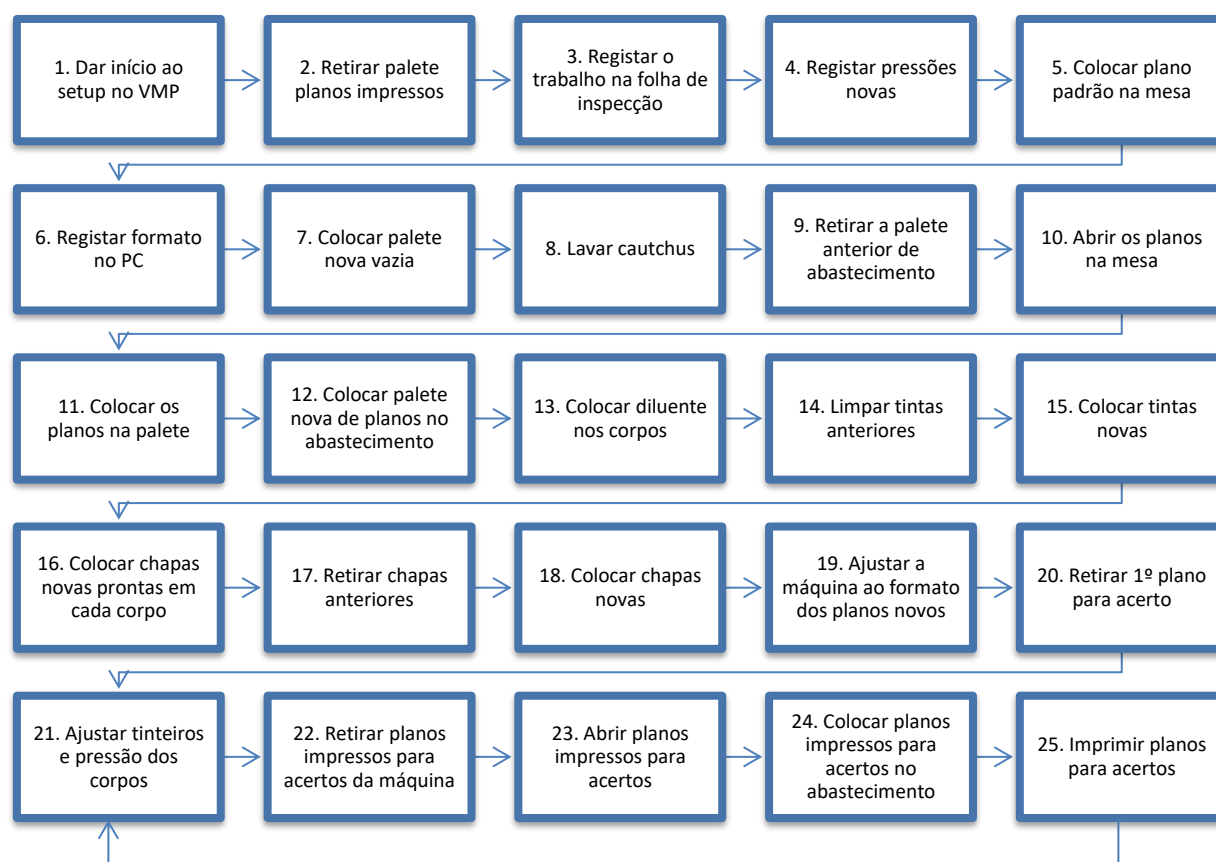 1. Dar início ao
setup no VMP
2. Retirar palete
planos impressos
3. Registar o
trabalho na folha de
inspecção
4. Registar pressões
novas
5. Colocar plano
padrão na mesa
6. Registar formato
no PC
7. Colocar palete
nova vazia
8. Lavar cautchus
9. Retirar a palete
anterior de
abastecimento
10. Abrir os planos
na mesa
11. Colocar os
planos na palete
12. Colocar palete
nova de planos no
abastecimento
13. Colocar diluente
nos corpos
14. Limpar tintas
anteriores
15. Colocar tintas
novas
16. Colocar chapas
novas prontas em
cada corpo
17. Retirar chapas
anteriores
18. Colocar chapas
novas
19. Ajustar a
máquina ao formato
dos planos novos
20. Retirar 1º plano
para acerto
21. Ajustar tinteiros
e pressão dos
corpos
22. Retirar planos
impressos para
acertos da máquina
23. Abrir planos
impressos para
acertos
24. Colocar planos
impressos para
acertos no
abastecimento
25. Imprimir planos
para acertos